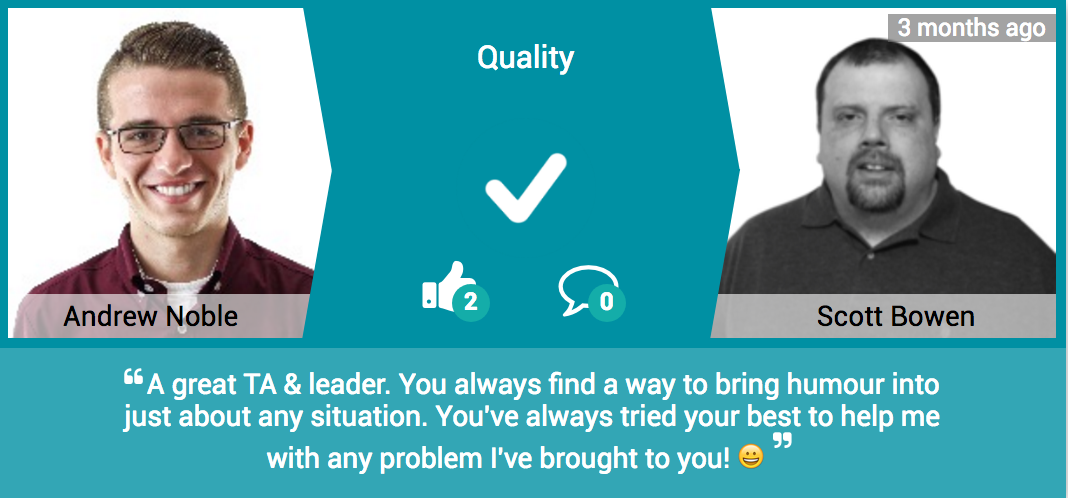 3 months ago
Quality
2
0
Andrew Noble
Scott Bowen
❝A great TA & leader. You always find a way to bring humour into
just about any situation. You've always tried your best to help me
with any problem I've brought to you! 😀 ❞